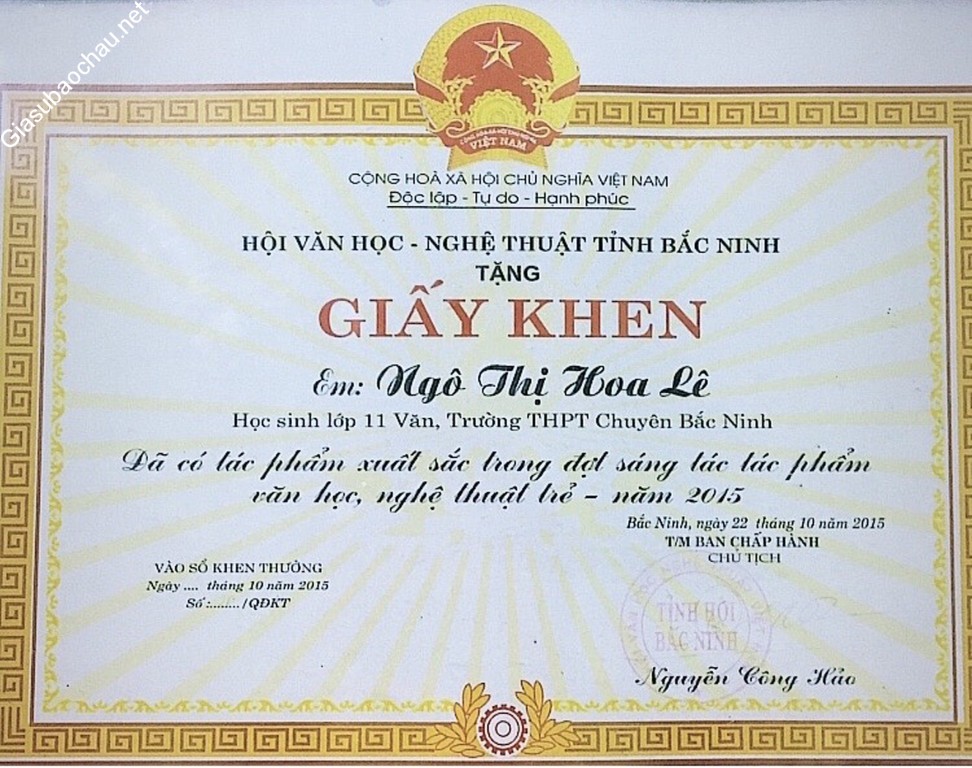 Giasubaochau.net
VIỆT NAM
CỘNG HOẢ XÃ HỘI CHỦ NGHĨA VIỆT NAM
Độc lập - Tự do - Hạnh phúc
HỘI VĂN HỌC - NGHỆ THUẬT TỈNH BẮC NINH
TẶNG
GIẤY KHEN
Em: Ngô Thị Hoa Lê
Học sinh lớp 11 Văn, Trường THPT Chuyên Bắc Ninh
Đã có tác phẩm xuất sắc trong đợt sáng tác tác phẩm
văn học, nghệ thuật trẻ - năm 2015
Bắc Ninh, ngày 22 tháng 10 năm 2015
T/M BAN CHẤP HÀNH
CHỦ TỊCH
VÀO SỔ KHEN THƯỞNG
Ngày .... tháng 10 năm 2015
Số :......../QĐKT
TỈNH HỘI
BẮC NINH
Nguyễn Công Hảo